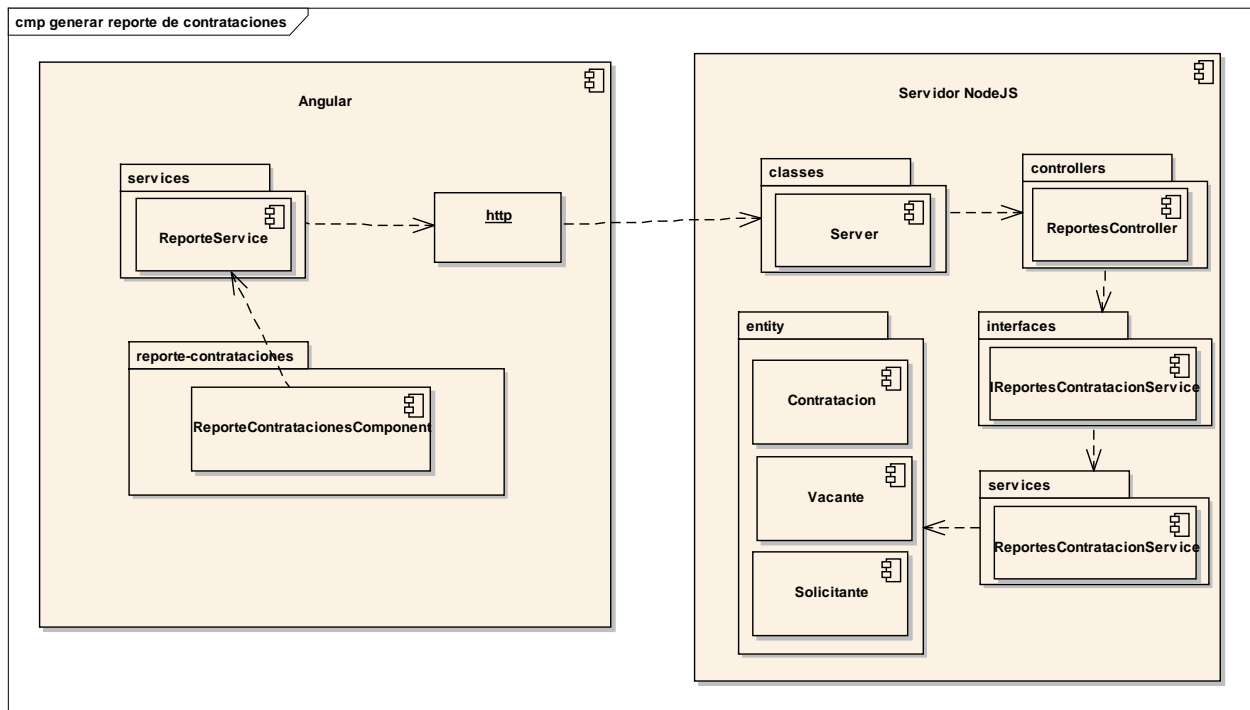 cmp generar reporte de contrataciones
Angular
services
ReporteService
http
reporte-contrataciones
ReporteContratacionesComponent
Servidor NodeJS
classes
Server
controllers
ReportesController
interfaces
IReportesContratacionService
services
ReportesContratacionService
entity
Contratacion
Vacante
Solicitante